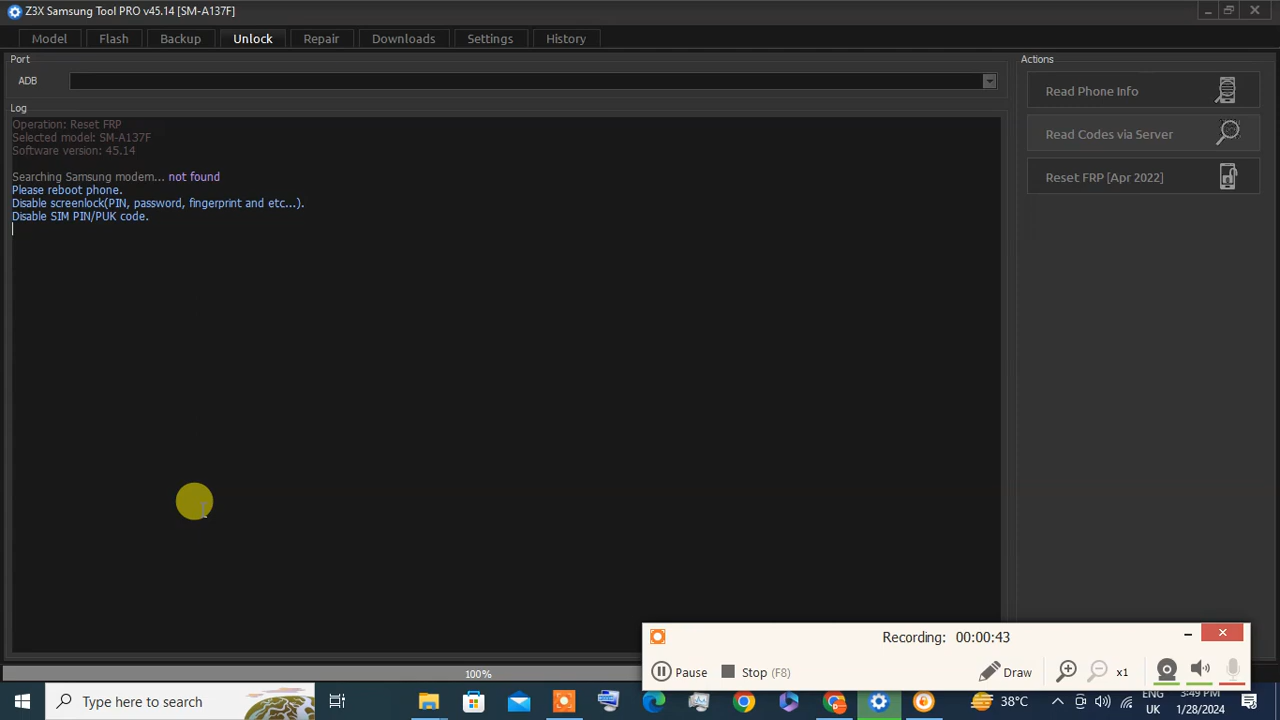 Z3X Samsung Tool PRO v45.14 [SM-A137F]
Model Flash Backup Unlock Repair Downloads Settings History
Port
ADB
Log
Operation: Reset FRP
Selected model: SM-A137F
Software version: 45.14
Searching Samsung modem... not found
Please reboot phone.
Disable screenlock(PIN, password, fingerprint and etc...).
Disable SIM PIN/PUK code.
Actions
Read Phone Info
Read Codes via Server
Reset FRP [Apr 2022]
100%
Recording: 00:00:43
Pause Stop (F8) Draw x1
Type here to search
38°C
ENG
UK
3:49 PM
1/28/2024